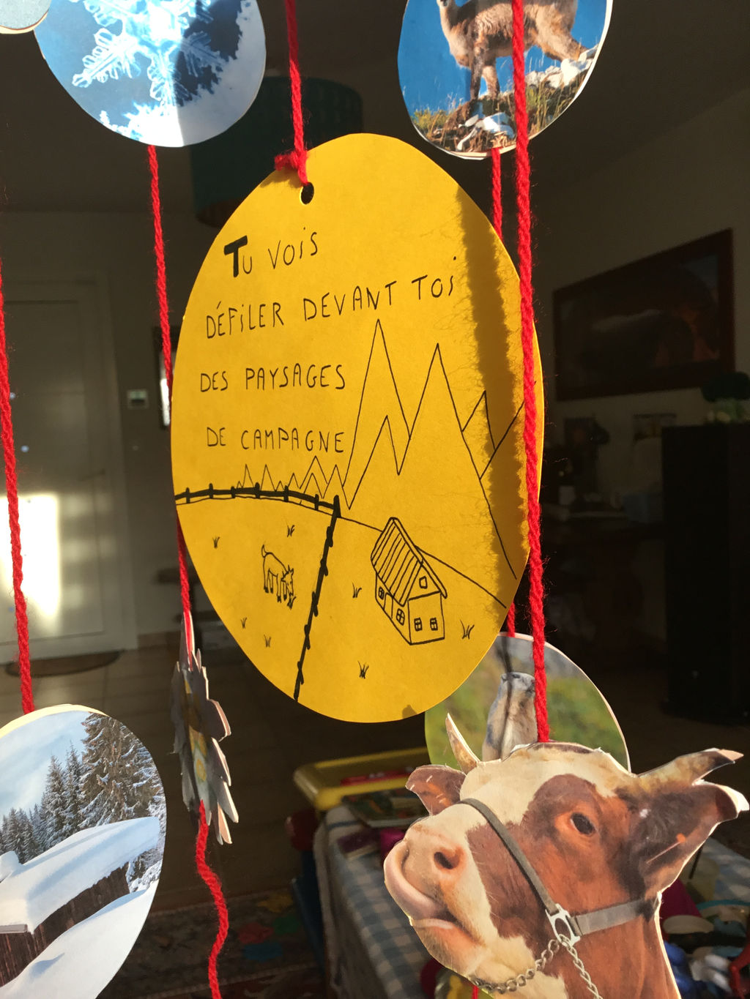 Tu vois
défiler devant toi
des paysages
de campagne